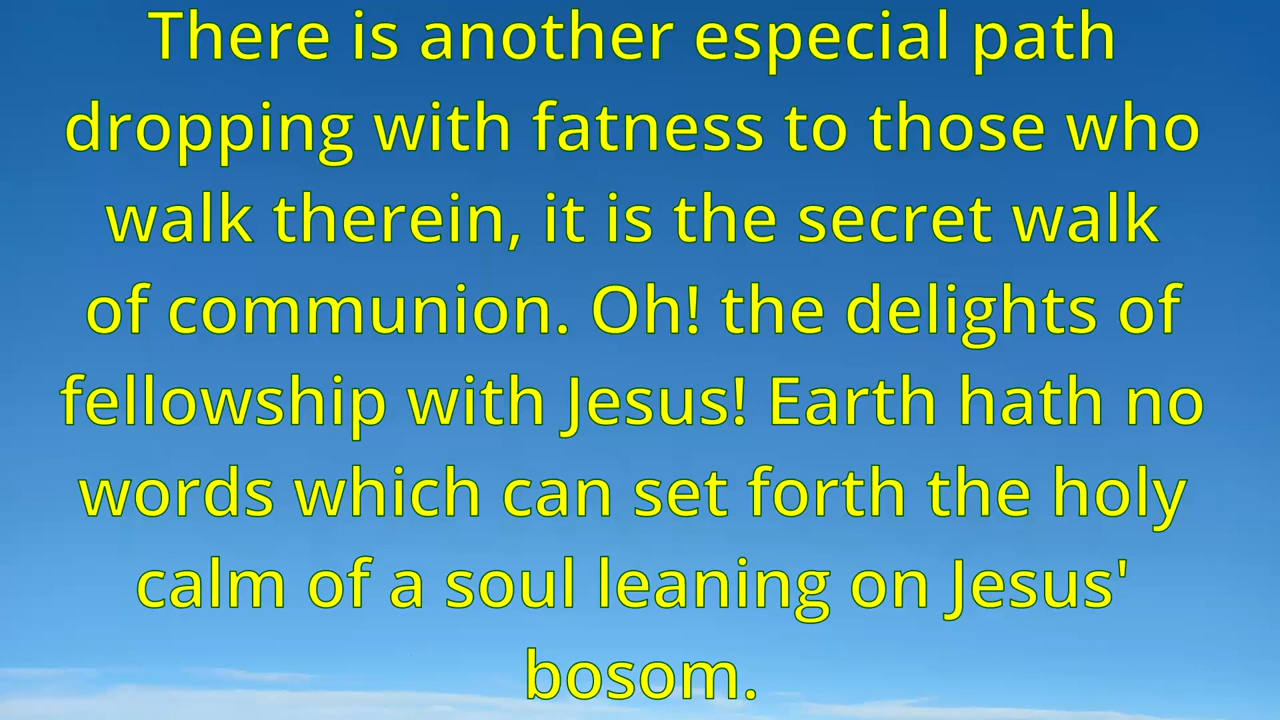 There is another especial path
dropping with fatness to those who
walk therein, it is the secret walk
of communion. Oh! the delights of
fellowship with Jesus! Earth hath no
words which can set forth the holy
calm of a soul leaning on Jesus'
bosom.